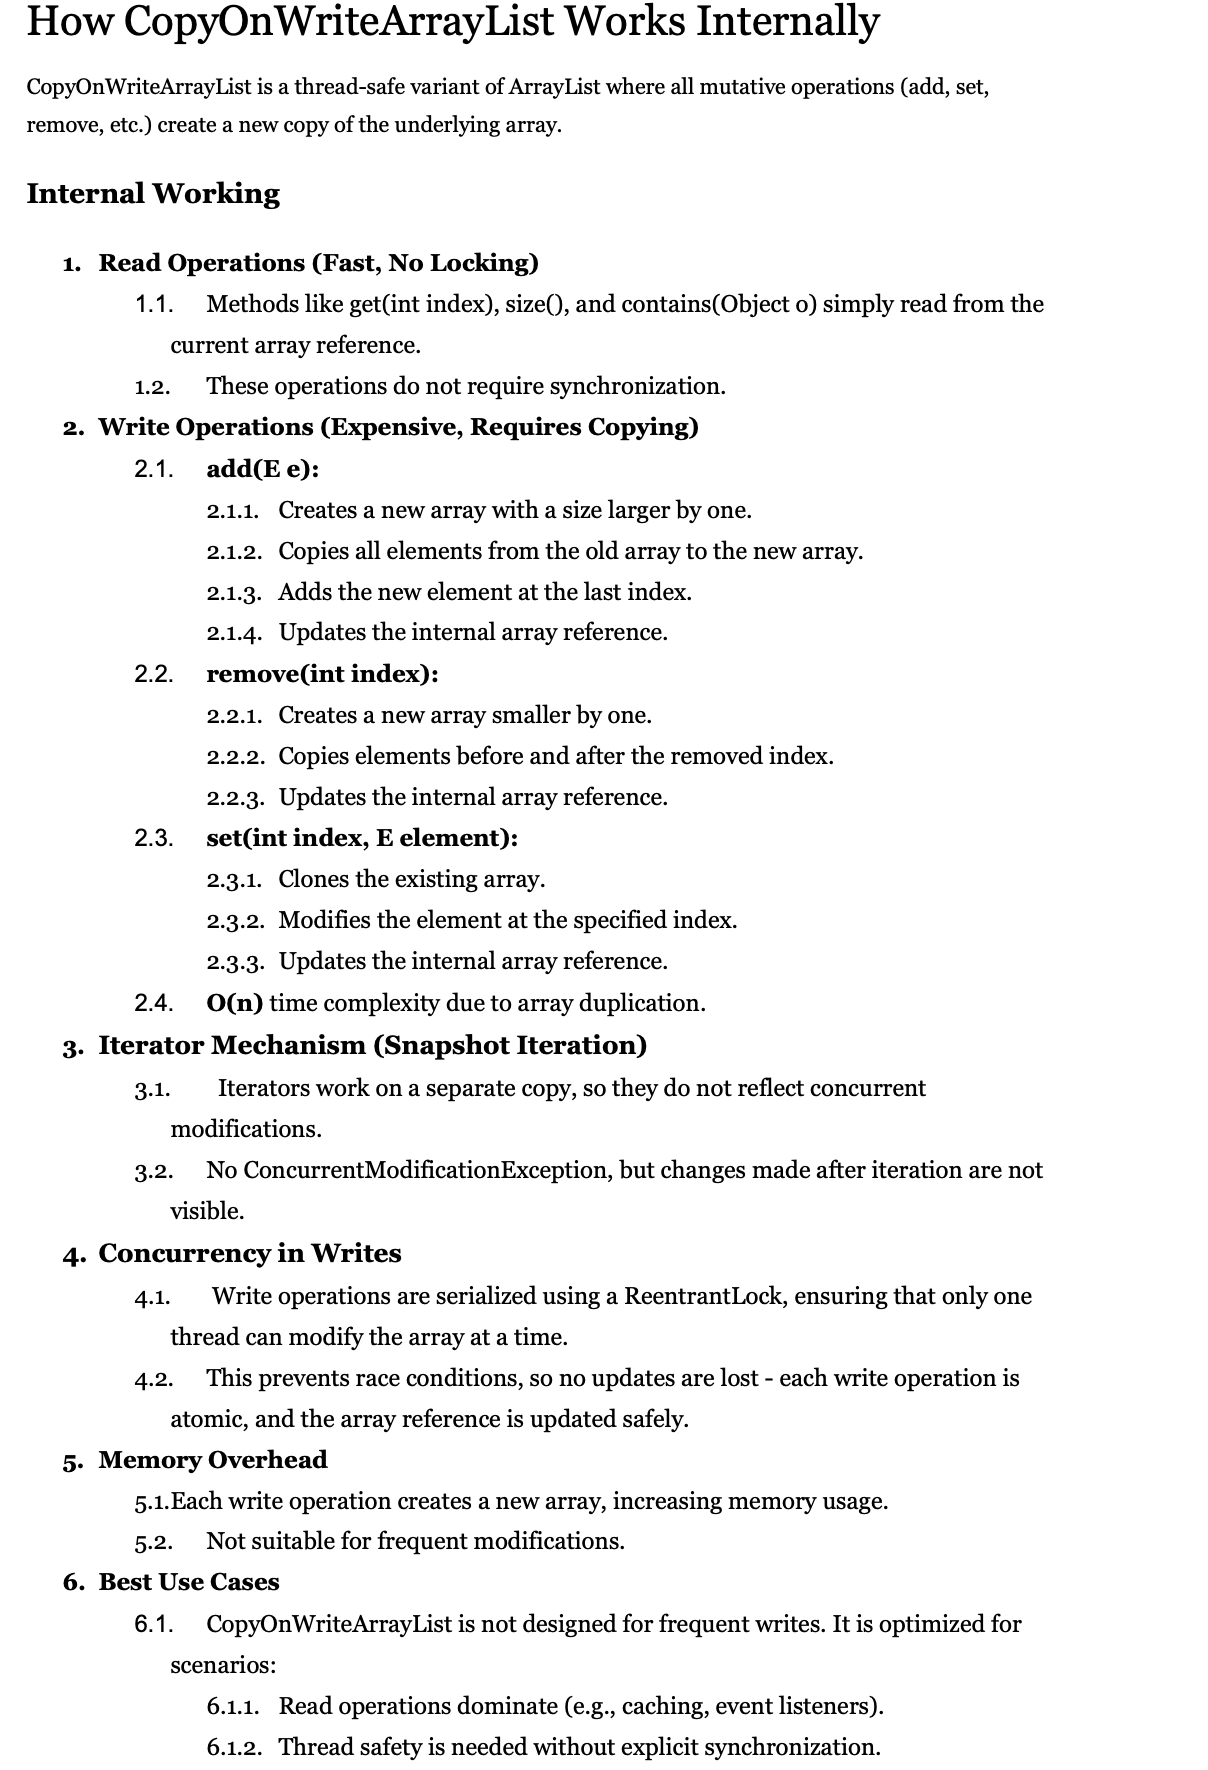 How CopyOnWriteArrayList Works Internally
CopyOnWriteArrayList is a thread-safe variant of ArrayList where all mutative operations (add, set,
remove, etc.) create a new copy of the underlying array.
Internal Working
1. Read Operations (Fast, No Locking)
1.1. Methods like get(int index), size(), and contains(Object o) simply read from the
current array reference.
1.2. These operations do not require synchronization.
2. Write Operations (Expensive, Requires Copying)
2.1. add(E e):
2.1.1. Creates a new array with a size larger by one.
2.1.2. Copies all elements from the old array to the new array.
2.1.3. Adds the new element at the last index.
2.1.4. Updates the internal array reference.
2.2. remove(int index):
2.2.1. Creates a new array smaller by one.
2.2.2. Copies elements before and after the removed index.
2.2.3. Updates the internal array reference.
2.3. set(int index, E element):
2.3.1. Clones the existing array.
2.3.2. Modifies the element at the specified index.
2.3.3. Updates the internal array reference.
2.4. O(n) time complexity due to array duplication.
3. Iterator Mechanism (Snapshot Iteration)
3.1. Iterators work on a separate copy, so they do not reflect concurrent
modifications.
3.2. No ConcurrentModificationException, but changes made after iteration are not
visible.
4. Concurrency in Writes
4.1. Write operations are serialized using a ReentrantLock, ensuring that only one
thread can modify the array at a time.
4.2. This prevents race conditions, so no updates are lost - each write operation is
atomic, and the array reference is updated safely.
5. Memory Overhead
5.1.Each write operation creates a new array, increasing memory usage.
5.2. Not suitable for frequent modifications.
6. Best Use Cases
6.1. CopyOnWriteArrayList is not designed for frequent writes. It is optimized for
scenarios:
6.1.1. Read operations dominate (e.g., caching, event listeners).
6.1.2. Thread safety is needed without explicit synchronization.